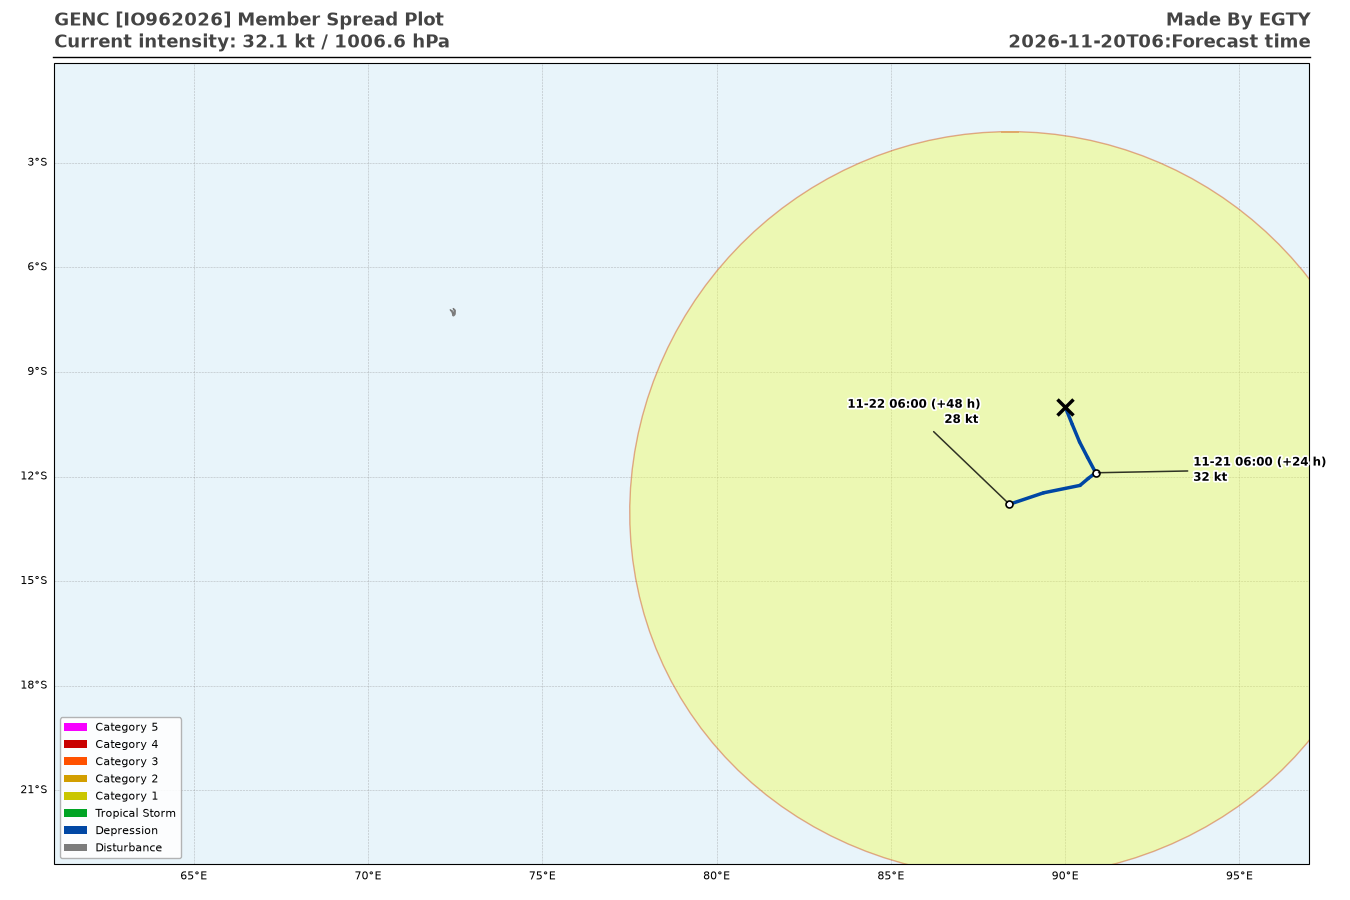 GENC [IO962026] Member Spread Plot
Current intensity: 32.1 kt / 1006.6 hPa
Made By EGTY
2026-11-20T06:Forecast time
3°S
6°S
9°S
12°S
15°S
18°S
21°S
11-22 06:00 (+48 h)
28 kt
11-21 06:00 (+24 h)
32 kt
Category 5
Category 4
Category 3
Category 2
Category 1
Tropical Storm
Depression
Disturbance
65°E
70°E
75°E
80°E
85°E
90°E
95°E